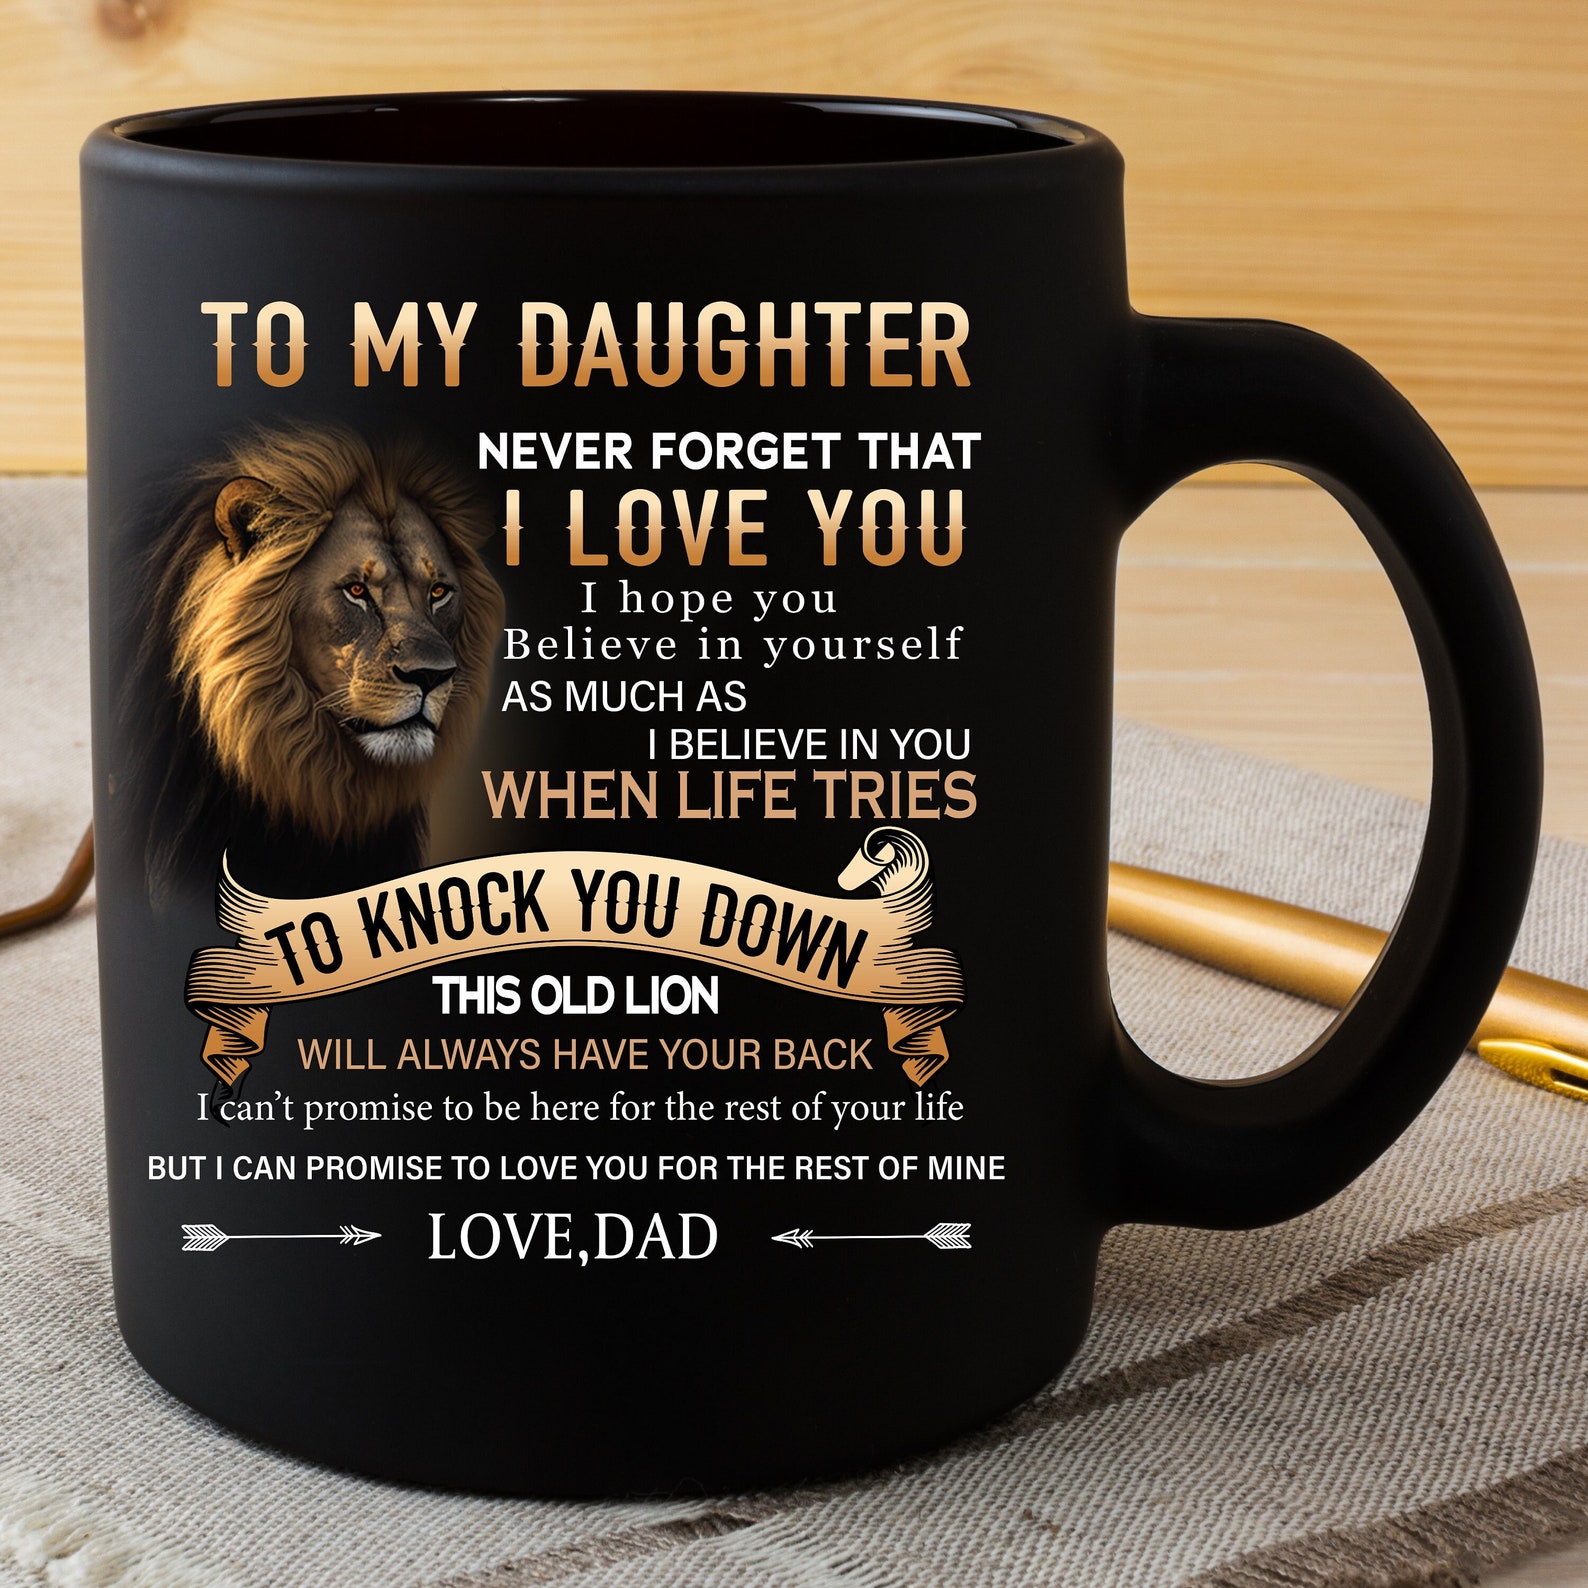 TO MY DAUGHTER
NEVER FORGET THAT
I LOVE YOU
I hope you
Believe in yourself
AS MUCH AS
I BELIEVE IN YOU
WHEN LIFE TRIES
TO KNOCK YOU DOWN
THIS OLD LION
WILL ALWAYS HAVE YOUR BACK
I can't promise to be here for the rest of your life
BUT I CAN PROMISE TO LOVE YOU FOR THE REST OF MINE
LOVE,DAD